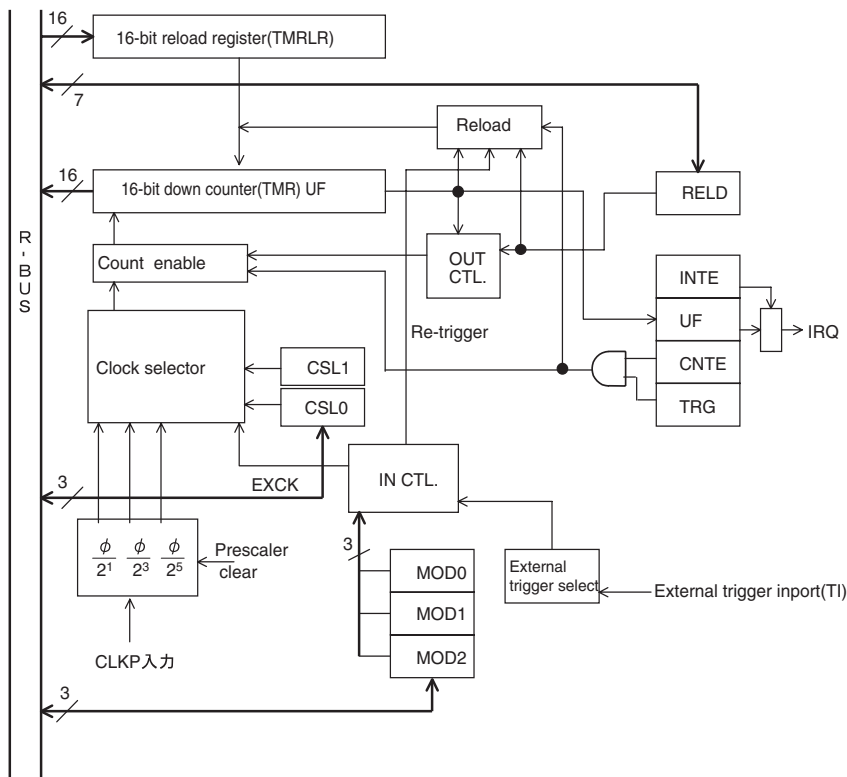 16
16-bit reload register(TMRLR)
7
Reload
16
16-bit down counter(TMR) UF
RELD
R-BUS
Count enable
OUT
CTL.
INTE
UF
IRQ
CNTE
TRG
Re-trigger
Clock selector
CSL1
CSL0
IN CTL.
3
EXCK
ϕ/2¹ ϕ/2³ ϕ/2⁵
Prescaler
clear
3
MOD0
MOD1
MOD2
External
trigger select
External trigger inport(TI)
CLKP入力
3